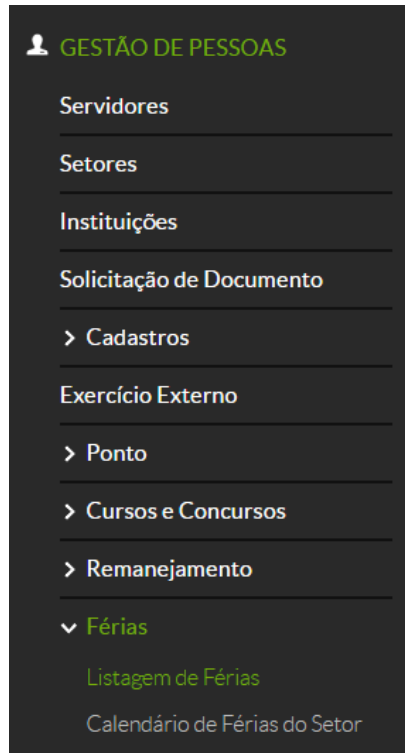 GESTÃO DE PESSOAS
Servidores
Setores
Instituições
Solicitação de Documento
Cadastros
Exercício Externo
Ponto
Cursos e Concursos
Remanejamento
Férias
Listagem de Férias
Calendário de Férias do Setor